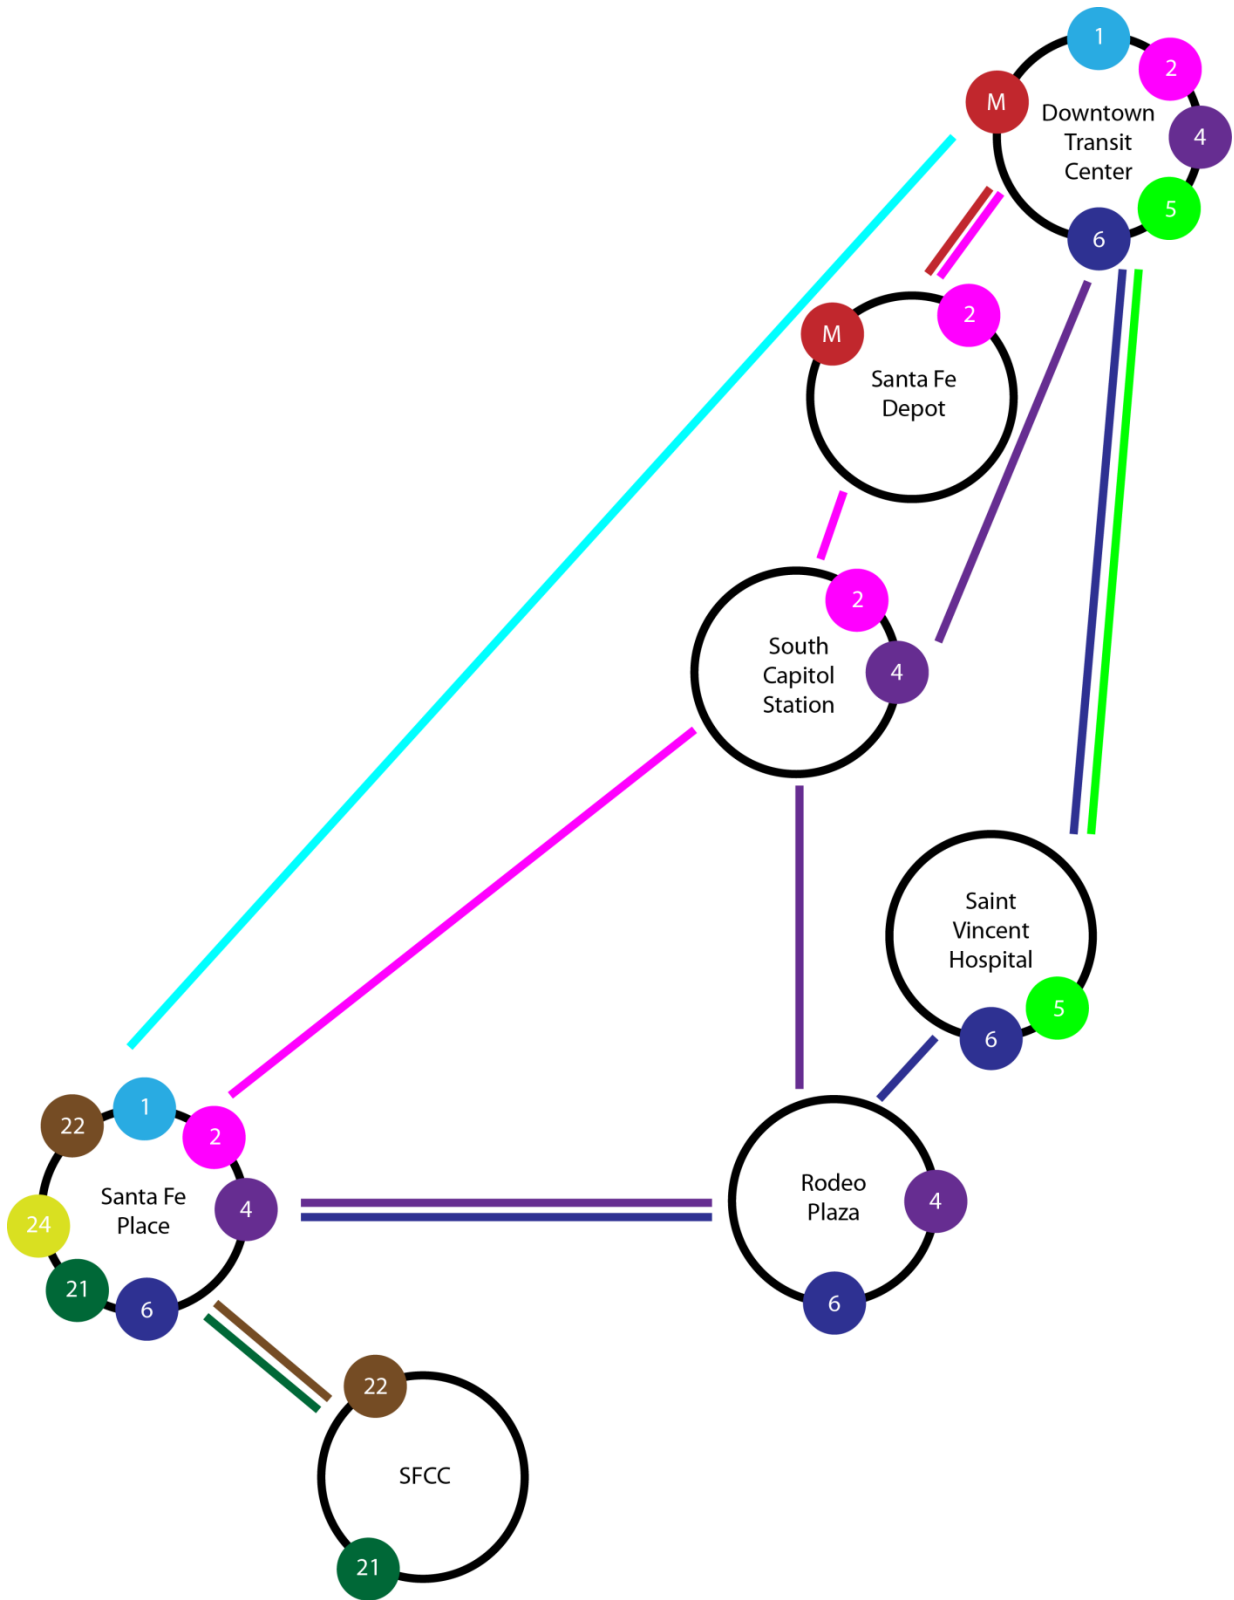 1
2
M
Downtown
Transit
Center
4
5
6
M
2
Santa Fe
Depot
2
South
Capitol
Station
4
Saint
Vincent
Hospital
5
6
22
1
2
Santa Fe
Place
4
24
21
6
Rodeo
Plaza
4
6
22
SFCC
21